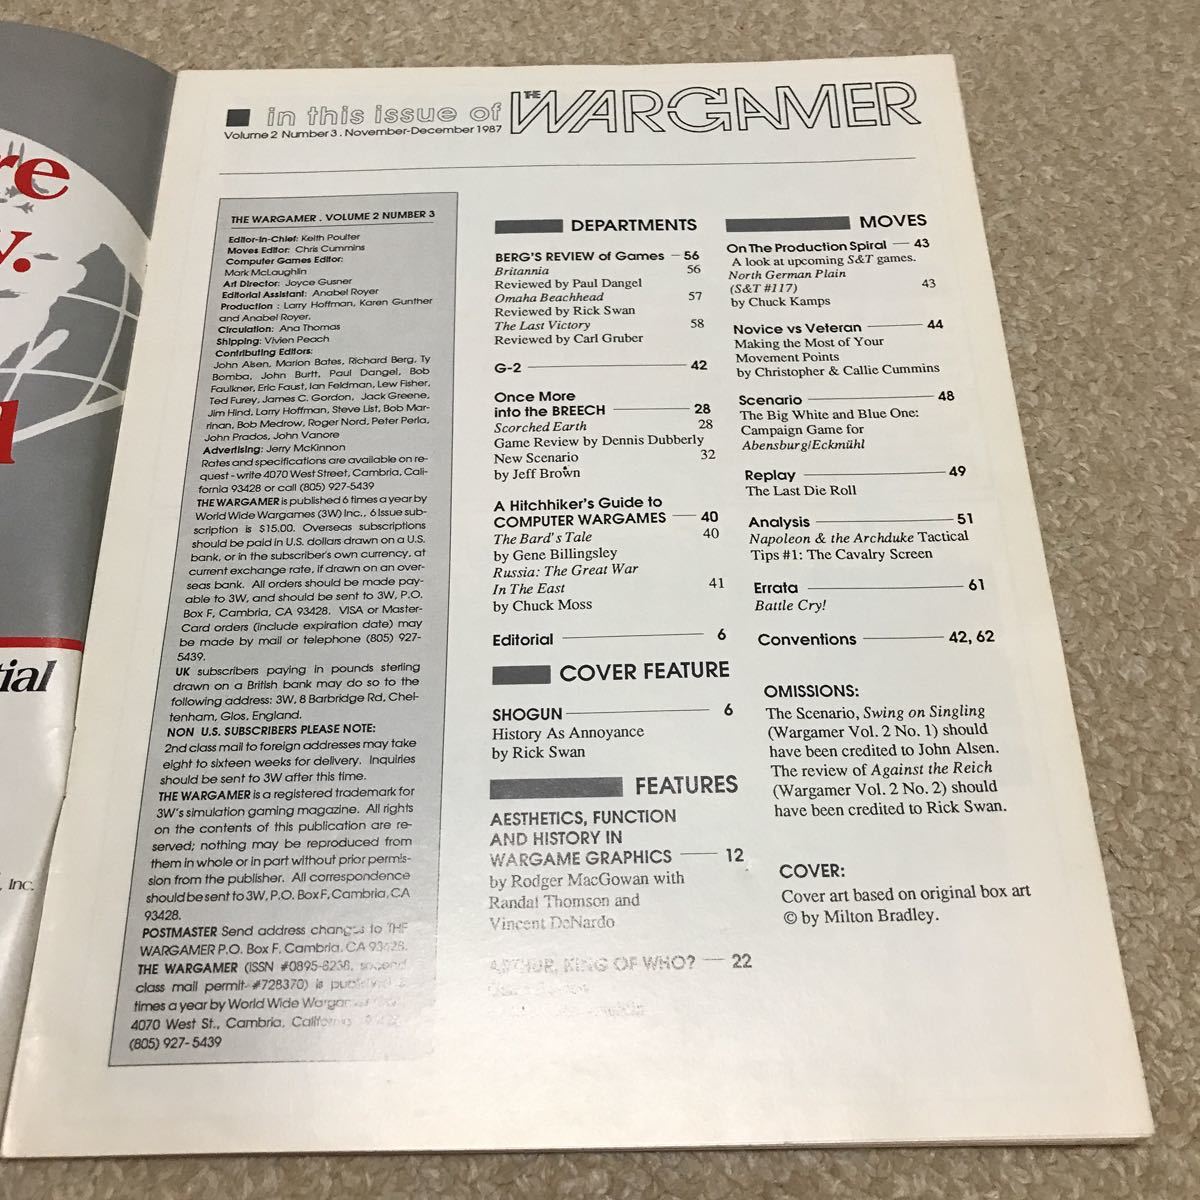 re
w.
l
tial
, Inc.
in this issue of THE WARGAMER
Volume 2 Number 3 . November-December 1987
THE WARGAMER . VOLUME 2 NUMBER 3
Editor-in-Chief: Keith Poulter
Moves Editor: Chris Cummins
Computer Games Editor:
Mark McLaughlin
Art Director: Joyce Gusner
Editorial Assistant: Anabel Royer
Production : Larry Hoffman, Karen Gunther
and Anabel Royer.
Circulation: Ana Thomas
Shipping: Vivien Peach
Contributing Editors:
John Alsen, Marion Bates, Richard Berg, Ty
Bomba, John Burtt, Paul Dangel, Bob
Faulkner, Eric Faust, Ian Feldman, Lew Fisher,
Ted Furey, James C. Gordon, Jack Greene,
Jim Hind, Larry Hoffman, Steve List, Bob Mar-
rinan, Bob Medrow, Roger Nord, Peter Perla,
John Prados, John Vanore
Advertising: Jerry McKinnon
Rates and specifications are available on re-
quest - write 4070 West Street, Cambria, Cali-
fornia 93428 or call (805) 927-5439
THE WARGAMER is published 6 times a year by
World Wide Wargames (3W) Inc., 6 Issue sub-
scription is $15.00. Overseas subscriptions
should be paid in U.S. dollars drawn on a U.S.
bank, or in the subscriber's own currency, at
current exchange rate, if drawn on an over-
seas bank. All orders should be made pay-
able to 3W, and should be sent to 3W, P.O.
Box F, Cambria, CA 93428. VISA or Master-
Card orders (include expiration date) may
be made by mail or telephone (805) 927-
5439.
UK subscribers paying in pounds sterling
drawn on a British bank may do so to the
following address: 3W, 8 Barbridge Rd, Chel-
tenham, Glos, England.
NON U.S. SUBSCRIBERS PLEASE NOTE:
2nd class mail to foreign addresses may take
eight to sixteen weeks for delivery. Inquiries
should be sent to 3W after this time.
THE WARGAMER is a registered trademark for
3W's simulation gaming magazine. All rights
on the contents of this publication are re-
served; nothing may be reproduced from
them in whole or in part without prior permis-
sion from the publisher. All correspondence
should be sent to 3W, P.O. Box F, Cambria, CA
93428.
POSTMASTER Send address changes to THE
WARGAMER P.O. Box F, Cambria, CA 93428.
THE WARGAMER (ISSN #0895-8238, second
class mail permit #728370) is published 6
times a year by World Wide Wargames
4070 West St., Cambria, California
(805) 927-5439
DEPARTMENTS
BERG'S REVIEW of Games 56
Britannia 56
Reviewed by Paul Dangel
Omaha Beachhead 57
Reviewed by Rick Swan
The Last Victory 58
Reviewed by Carl Gruber
G-2 42
Once More
into the BREECH 28
Scorched Earth 28
Game Review by Dennis Dubberly
New Scenario 32
by Jeff Brown
A Hitchhiker's Guide to
COMPUTER WARGAMES 40
The Bard's Tale 40
by Gene Billingsley
Russia: The Great War
In The East 41
by Chuck Moss
Editorial 6
COVER FEATURE
SHOGUN 6
History As Annoyance
by Rick Swan
FEATURES
AESTHETICS, FUNCTION
AND HISTORY IN
WARGAME GRAPHICS 12
by Rodger MacGowan with
Randal Thomson and
Vincent DeNardo
ARTHUR, KING OF WHO? 22
MOVES
On The Production Spiral 43
A look at upcoming S&T games.
North German Plain
(S&T #117) 43
by Chuck Kamps
Novice vs Veteran 44
Making the Most of Your
Movement Points
by Christopher & Callie Cummins
Scenario 48
The Big White and Blue One:
Campaign Game for
Abensburg/Eckmühl
Replay 49
The Last Die Roll
Analysis 51
Napoleon & the Archduke Tactical
Tips #1: The Cavalry Screen
Errata 61
Battle Cry!
Conventions 42, 62
OMISSIONS:
The Scenario, Swing on Singling
(Wargamer Vol. 2 No. 1) should
have been credited to John Alsen.
The review of Against the Reich
(Wargamer Vol. 2 No. 2) should
have been credited to Rick Swan.
COVER:
Cover art based on original box art
© by Milton Bradley.